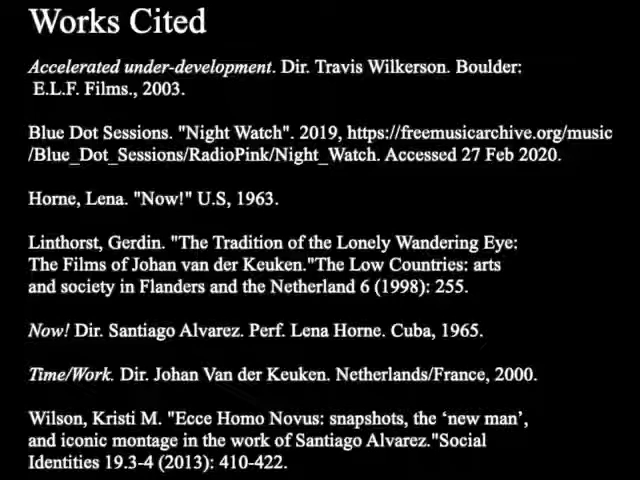 Works Cited
Accelerated under-development. Dir. Travis Wilkerson. Boulder:
E.L.F. Films., 2003.
Blue Dot Sessions. "Night Watch". 2019, https://freemusicarchive.org/music
/Blue_Dot_Sessions/RadioPink/Night_Watch. Accessed 27 Feb 2020.
Horne, Lena. "Now!" U.S, 1963.
Linthorst, Gerdin. "The Tradition of the Lonely Wandering Eye:
The Films of Johan van der Keuken."The Low Countries: arts
and society in Flanders and the Netherland 6 (1998): 255.
Now! Dir. Santiago Alvarez. Perf. Lena Horne. Cuba, 1965.
Time/Work. Dir. Johan Van der Keuken. Netherlands/France, 2000.
Wilson, Kristi M. "Ecce Homo Novus: snapshots, the ‘new man’,
and iconic montage in the work of Santiago Alvarez."Social
Identities 19.3-4 (2013): 410-422.